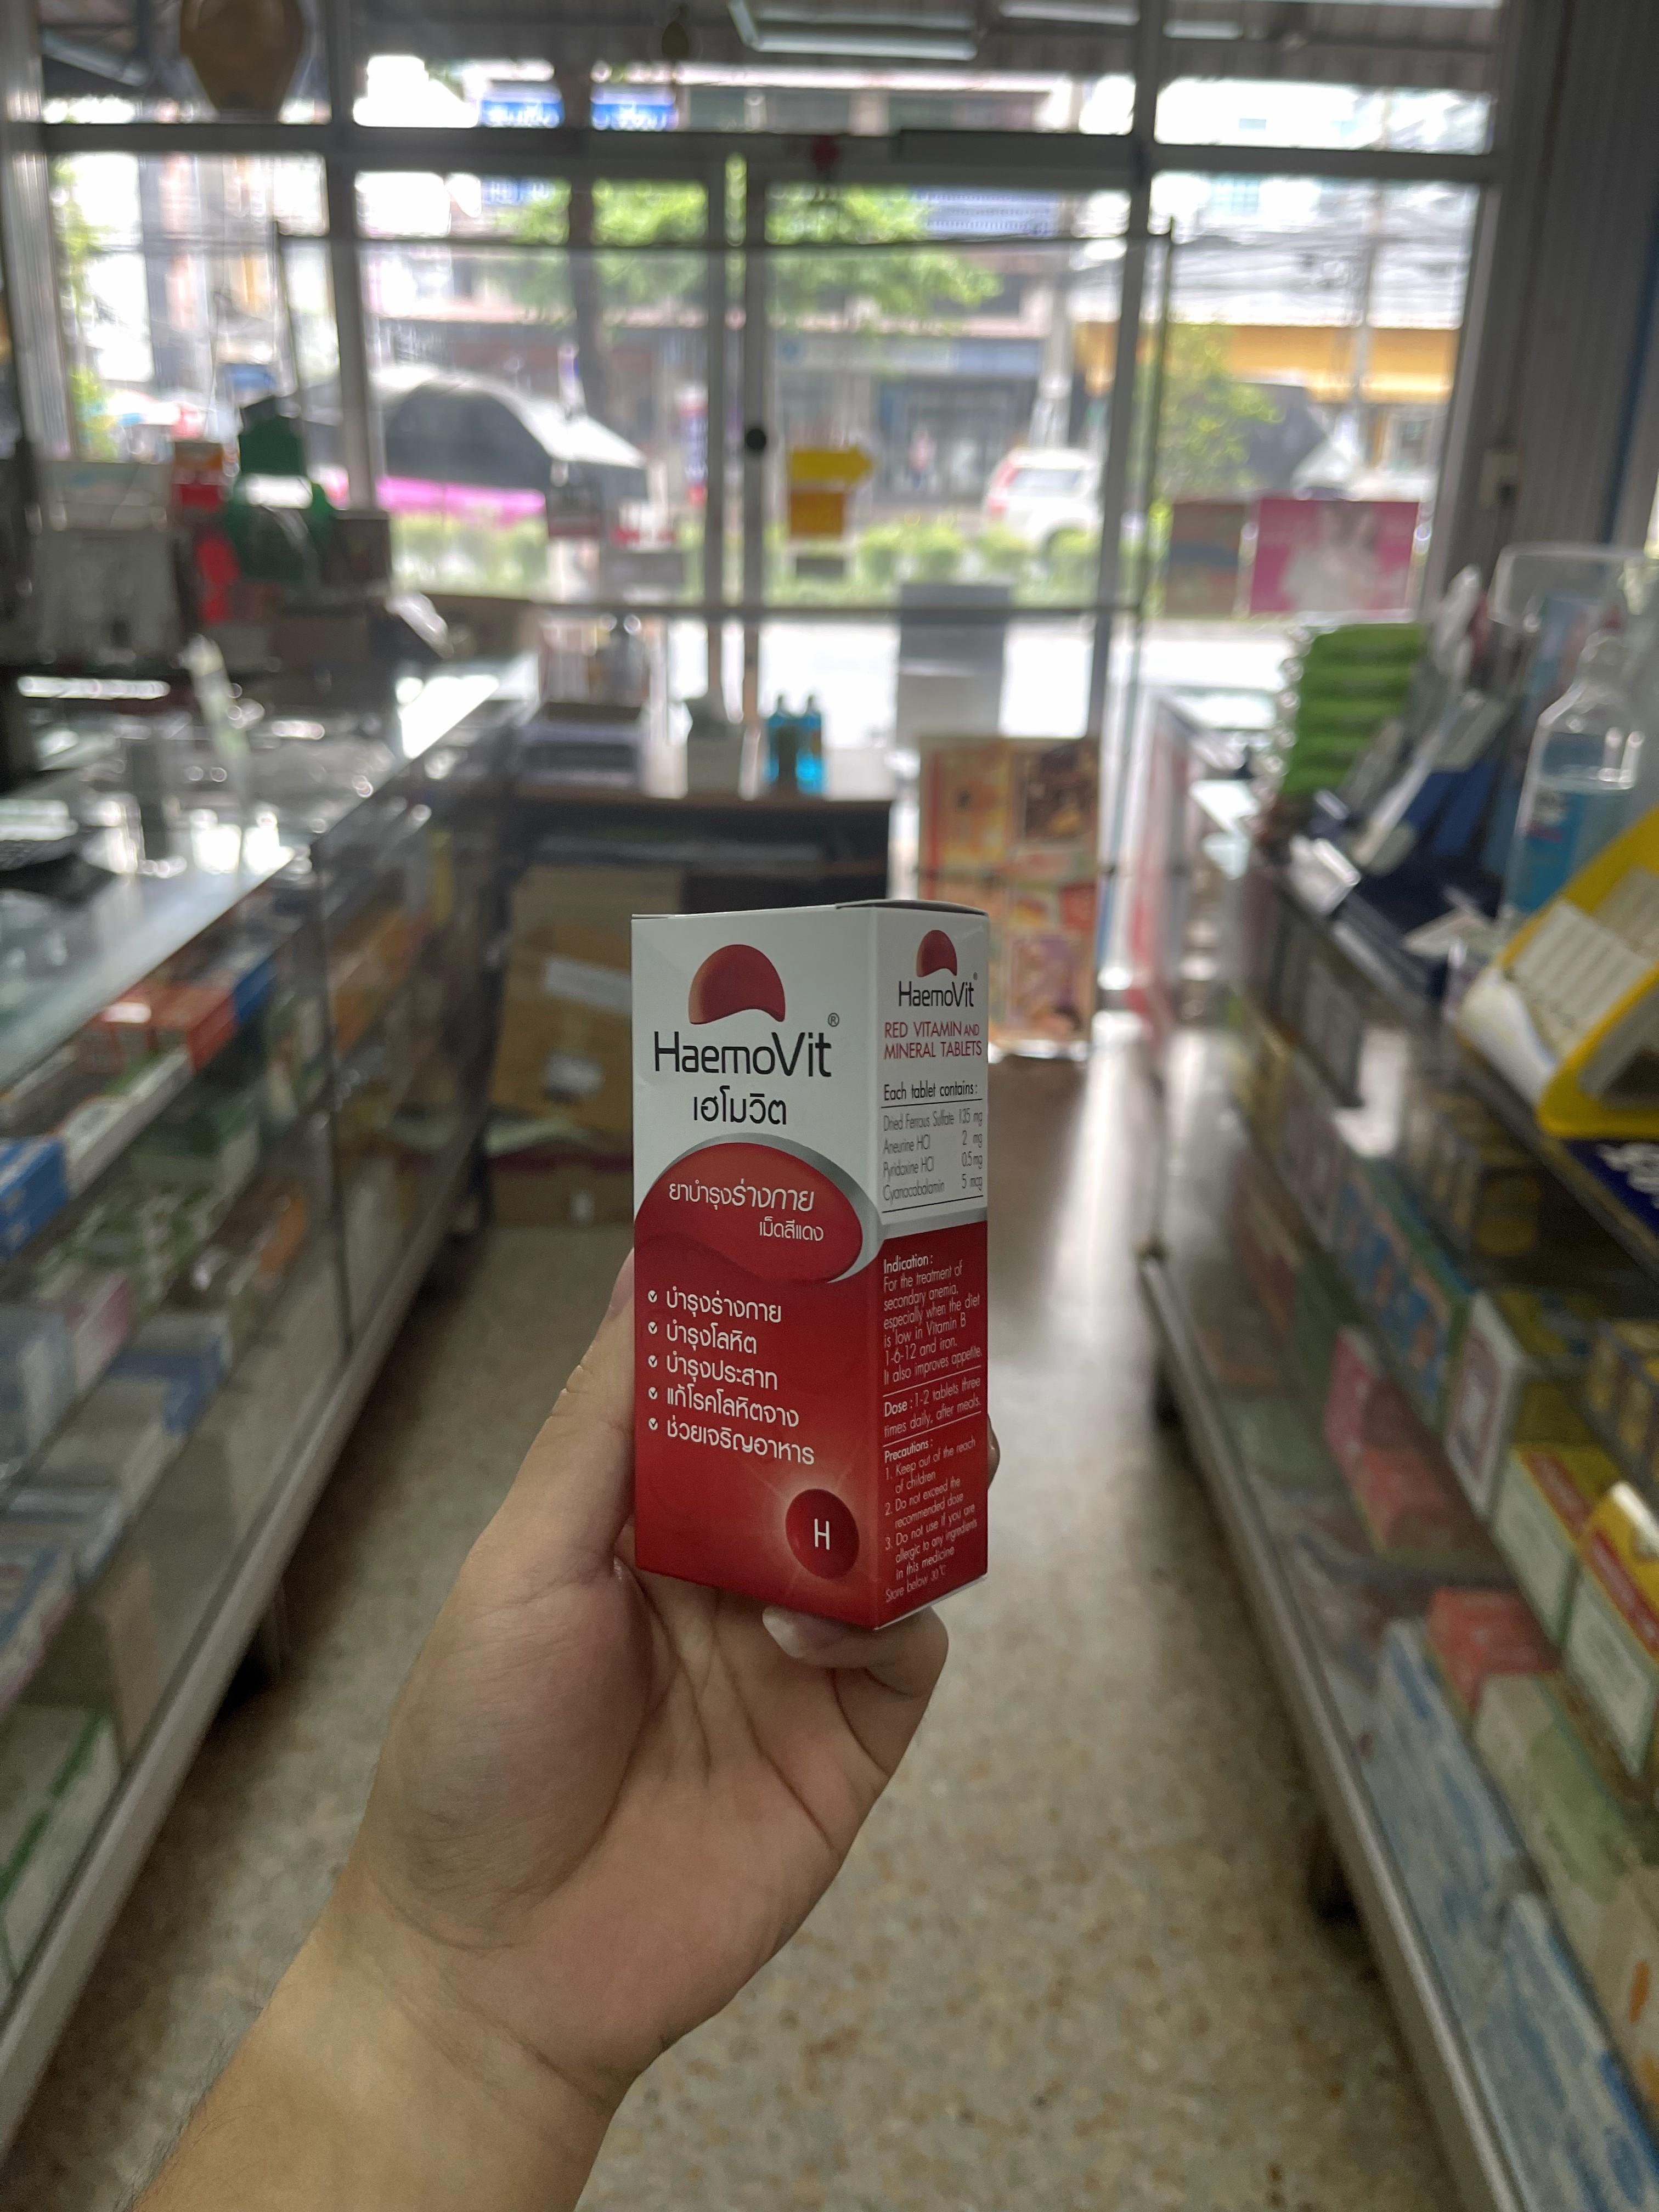 HaemoVit®
เฮโมวิต
ยาบำรุงร่างกาย
เม็ดสีแดง
บำรุงร่างกาย
บำรุงโลหิต
บำรุงประสาท
แก้โรคโลหิตจาง
ช่วยเจริญอาหาร
H
HaemoVit®
RED VITAMIN AND
MINERAL TABLETS
Each tablet contains :
Dried Ferrous Sulfate 135 mg
Aneurine HCl 2 mg
Pyridoxine HCl 0.5 mg
Cyanocobalamin 5 mcg
Indication :
For the treatment of
secondary anemia,
especially when the diet
is low in Vitamin B
1-6-12 and iron.
It also improves appetite.
Dose : 1-2 tablets three
times daily, after meals.
Precautions :
1. Keep out of the reach
of children
2. Do not exceed the
recommended dose
3. Do not use if you are
allergic to any ingredients
in this medicine
Store below 30°C